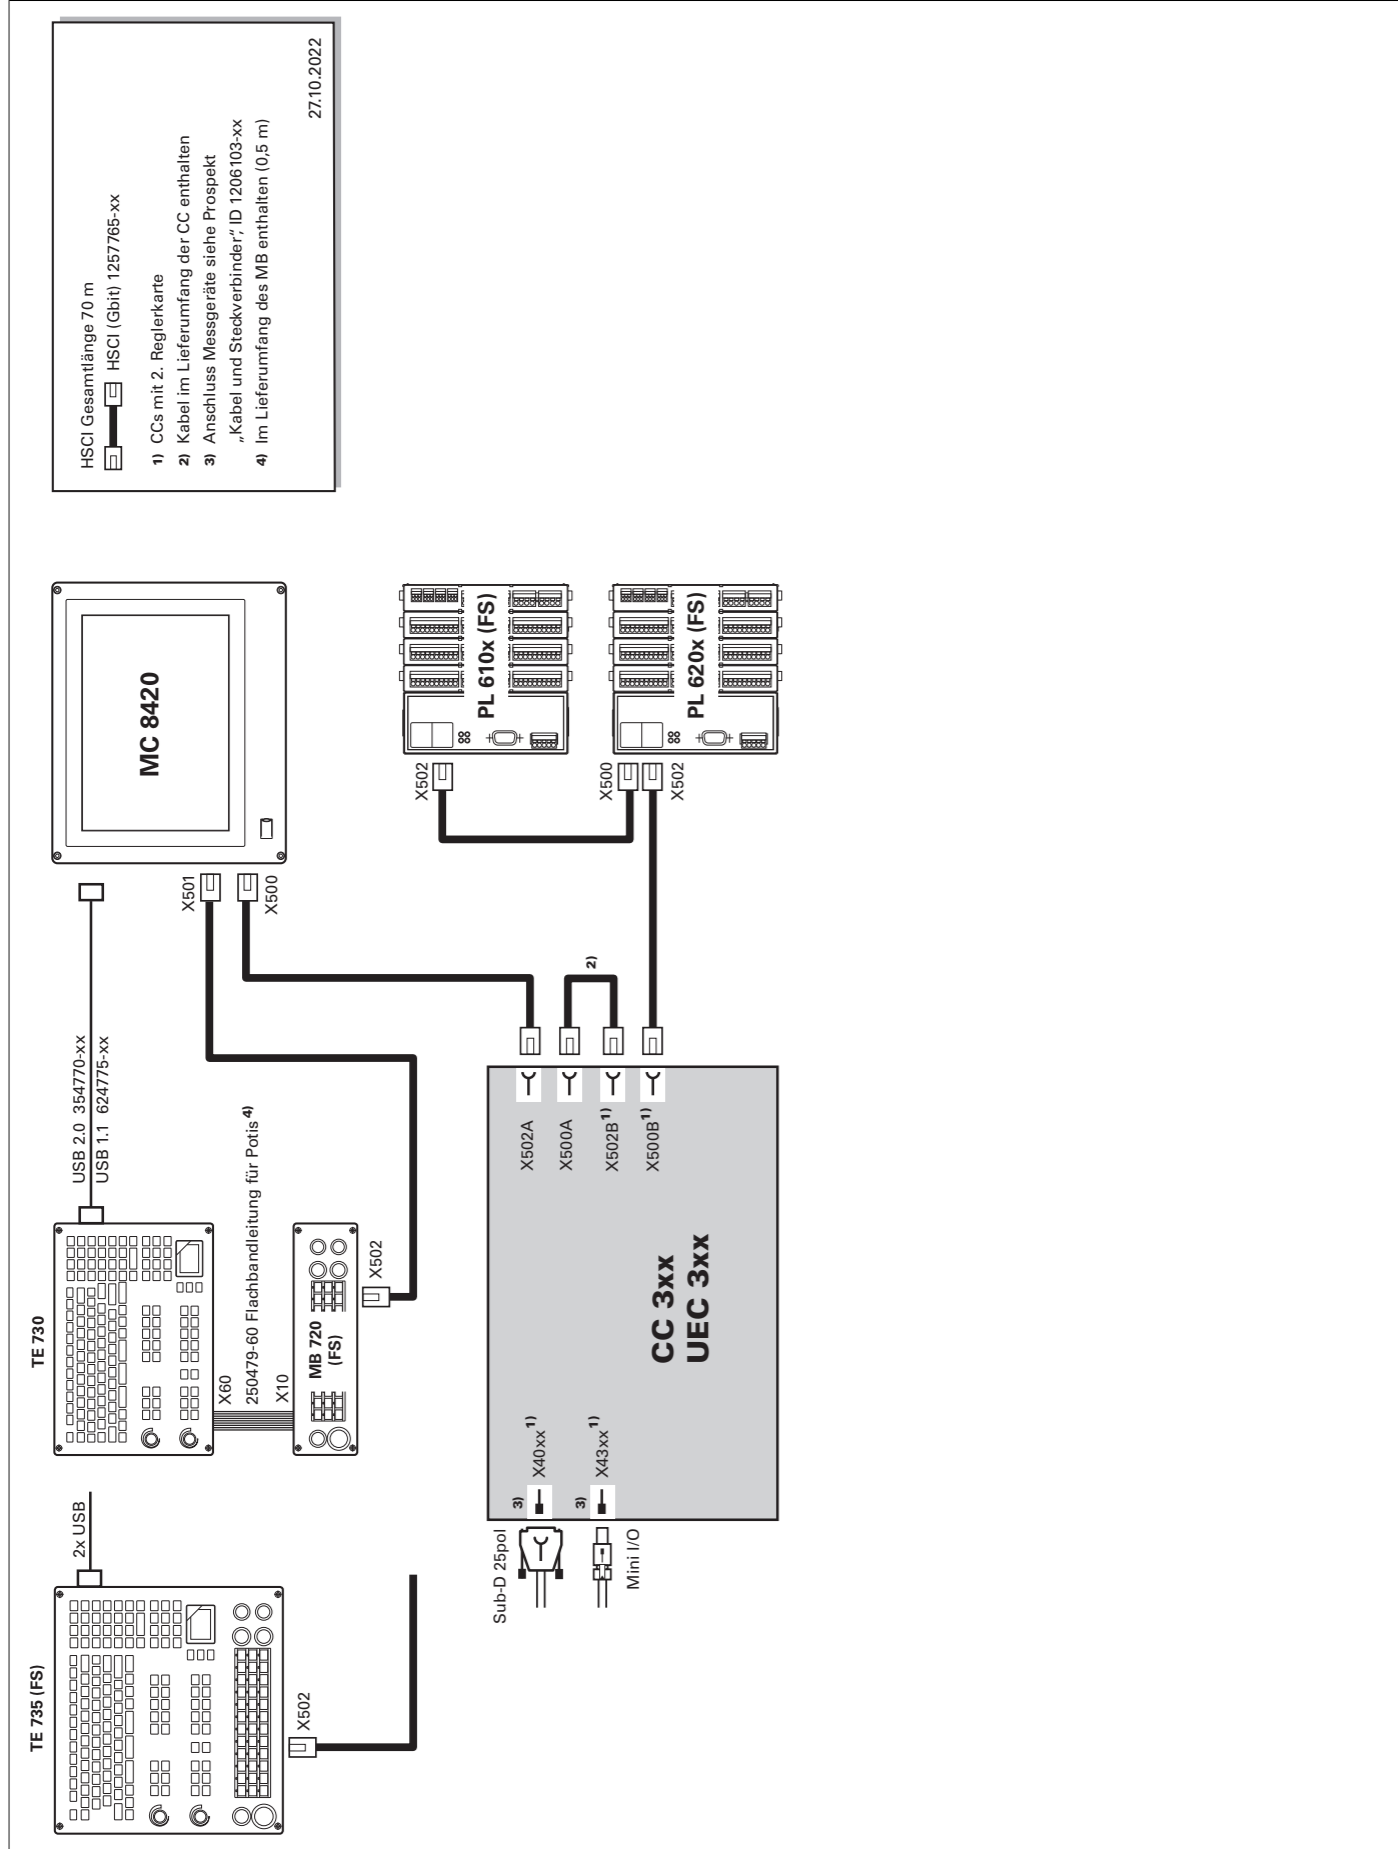 TE 735 (FS)
2x USB
X502
TE 730
USB 2.0 354770-xx
USB 1.1 624775-xx
X60
250479-60 Flachbandleitung für Potis 4)
X10
MB 720
(FS)
X502
MC 8420
X501
X500
HSCI Gesamtlänge 70 m
HSCI (Gbit) 1257765-xx
1) CCs mit 2. Reglerkarte
2) Kabel im Lieferumfang der CC enthalten
3) Anschluss Messgeräte siehe Prospekt
„Kabel und Steckverbinder“, ID 1206103-xx
4) Im Lieferumfang des MB enthalten (0,5 m)
27.10.2022
X502
PL 610x (FS)
X500
X502
PL 620x (FS)
Sub-D 25pol
3)
X40xx 1)
3)
X43xx 1)
Mini I/O
CC 3xx
UEC 3xx
X502A
X500A
X502B 1)
X500B 1)
2)